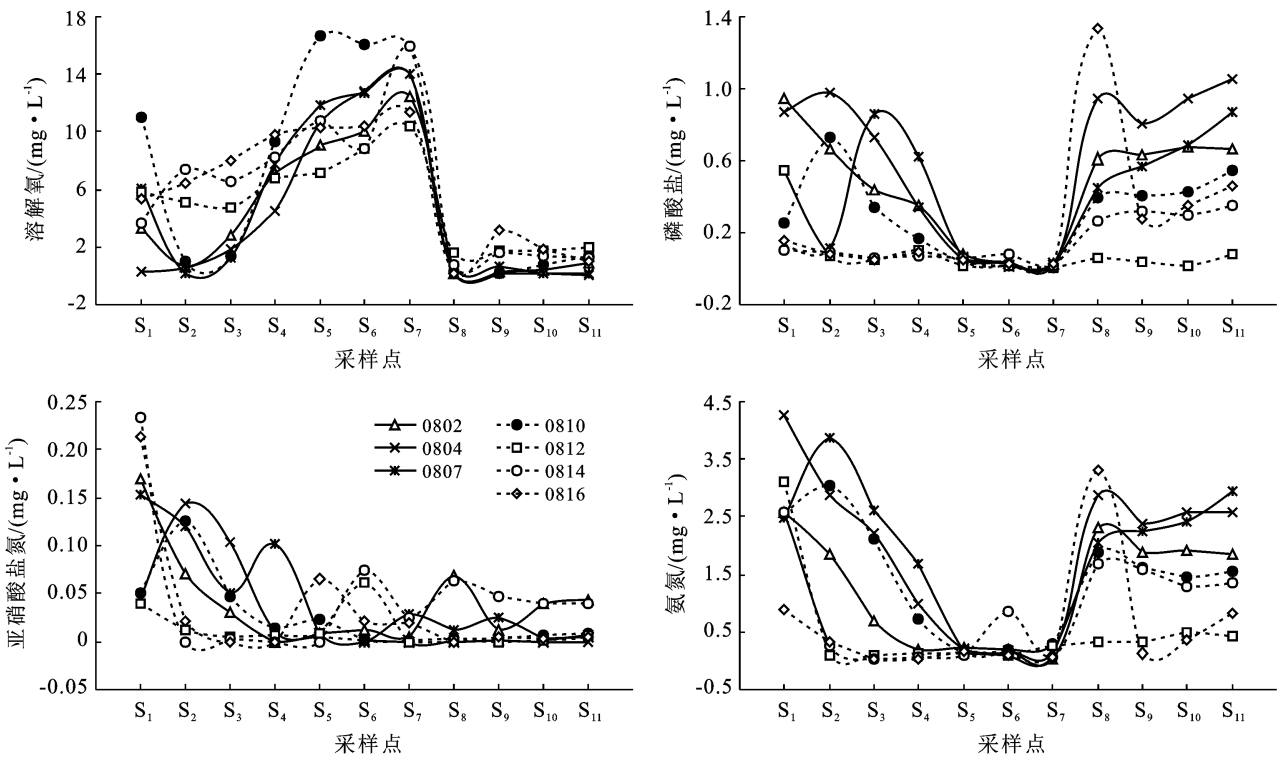 溶解氧/(mg·L⁻¹)
18
14
10
6
2
-2
S₁ S₂ S₃ S₄ S₅ S₆ S₇ S₈ S₉ S₁₀ S₁₁
采样点
磷酸盐/(mg·L⁻¹)
1.4
1.0
0.6
0.2
-0.2
S₁ S₂ S₃ S₄ S₅ S₆ S₇ S₈ S₉ S₁₀ S₁₁
采样点
亚硝酸盐氮/(mg·L⁻¹)
0.25
0.20
0.15
0.10
0.05
0
-0.05
0802 0810
0804 0812
0807 0814
0816
S₁ S₂ S₃ S₄ S₅ S₆ S₇ S₈ S₉ S₁₀ S₁₁
采样点
氨氮/(mg·L⁻¹)
4.5
3.5
2.5
1.5
0.5
-0.5
S₁ S₂ S₃ S₄ S₅ S₆ S₇ S₈ S₉ S₁₀ S₁₁
采样点